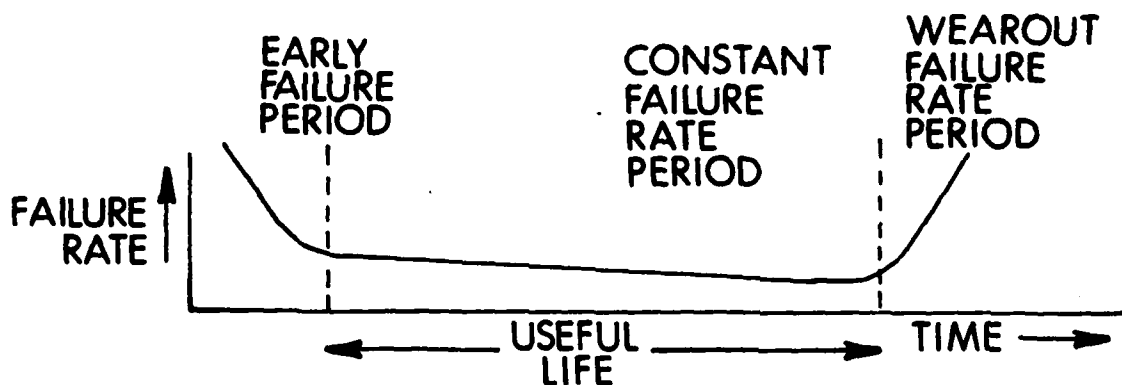 EARLY
FAILURE
PERIOD
CONSTANT
FAILURE
RATE
PERIOD
WEAROUT
FAILURE
RATE
PERIOD
FAILURE
RATE
USEFUL
LIFE
TIME